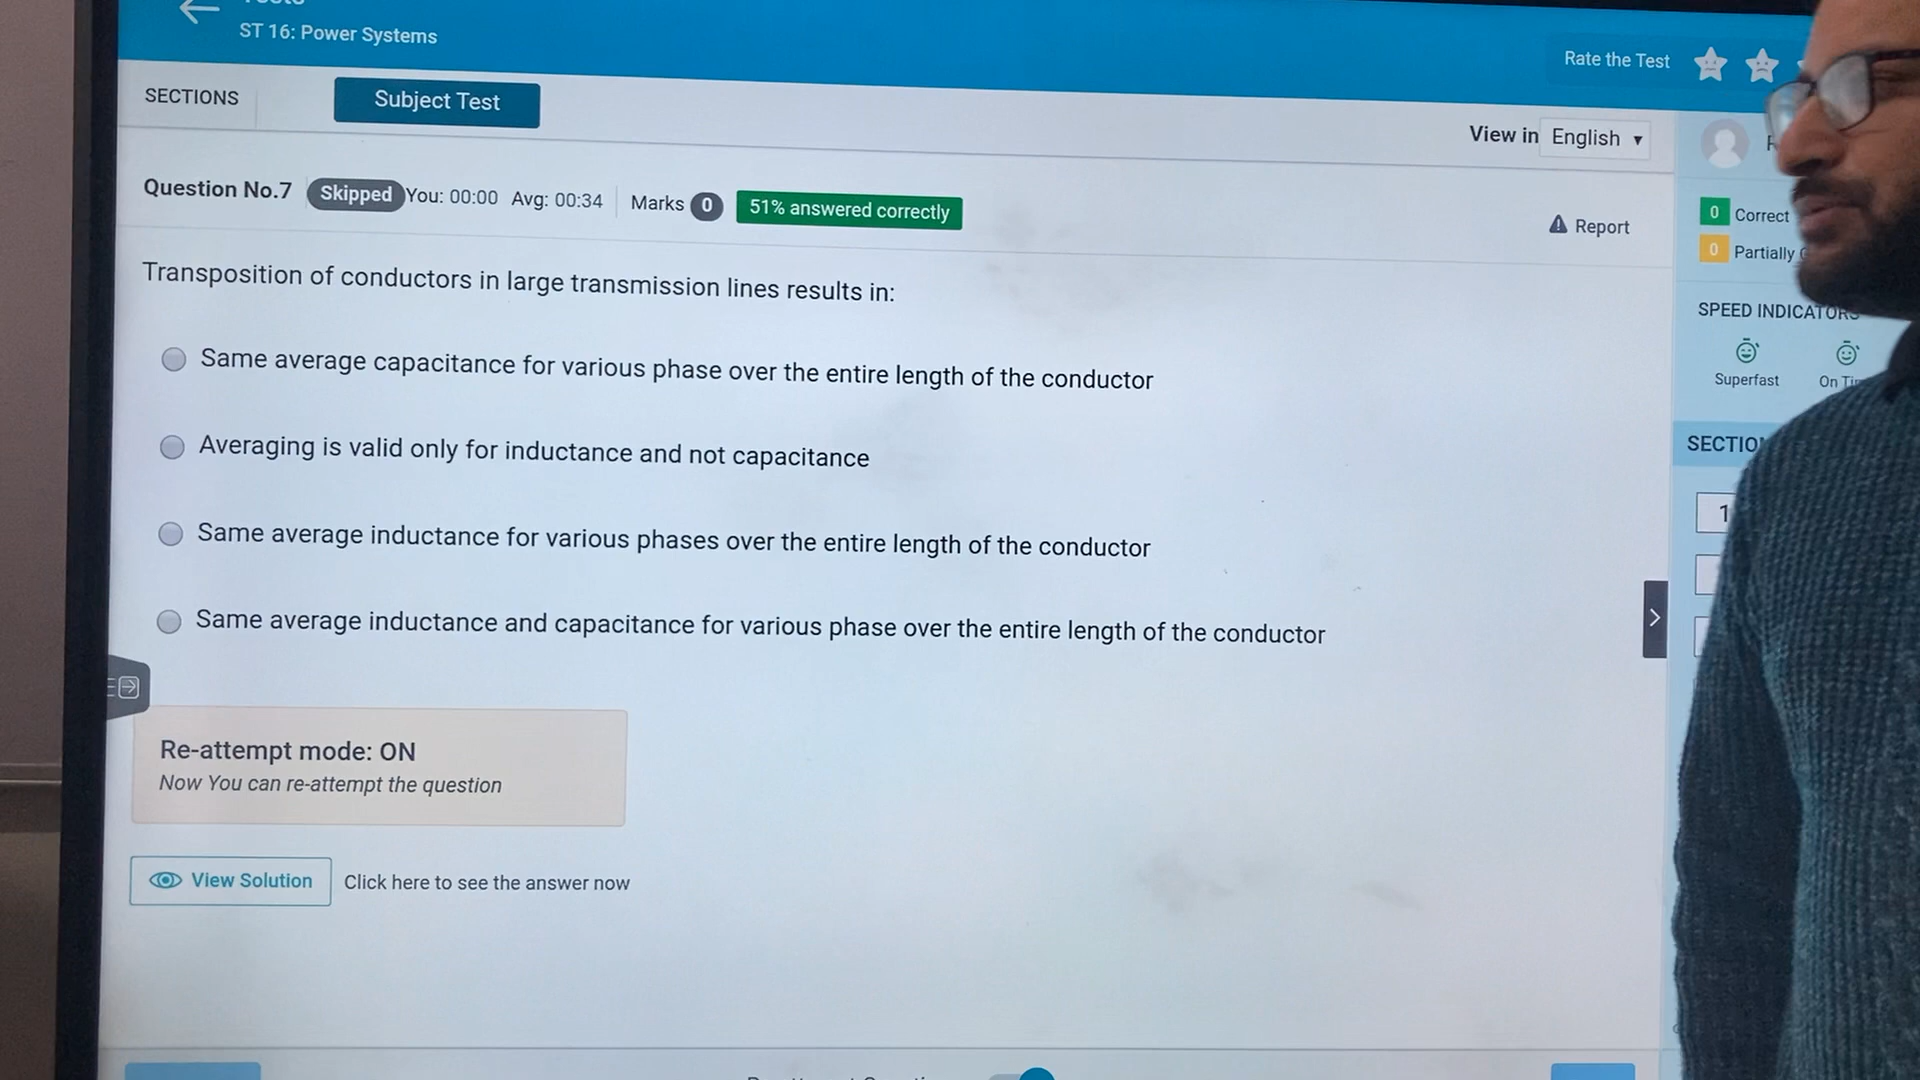 ST 16: Power Systems
Rate the Test
SECTIONS
Subject Test
View in English
Question No.7 Skipped You: 00:00 Avg: 00:34 Marks 0 51% answered correctly
Report
0 Correct
0 Partially
Transposition of conductors in large transmission lines results in:
SPEED INDICATORS
Superfast
On
Same average capacitance for various phase over the entire length of the conductor
Averaging is valid only for inductance and not capacitance
Same average inductance for various phases over the entire length of the conductor
Same average inductance and capacitance for various phase over the entire length of the conductor
1
Re-attempt mode: ON
Now You can re-attempt the question
View Solution Click here to see the answer now